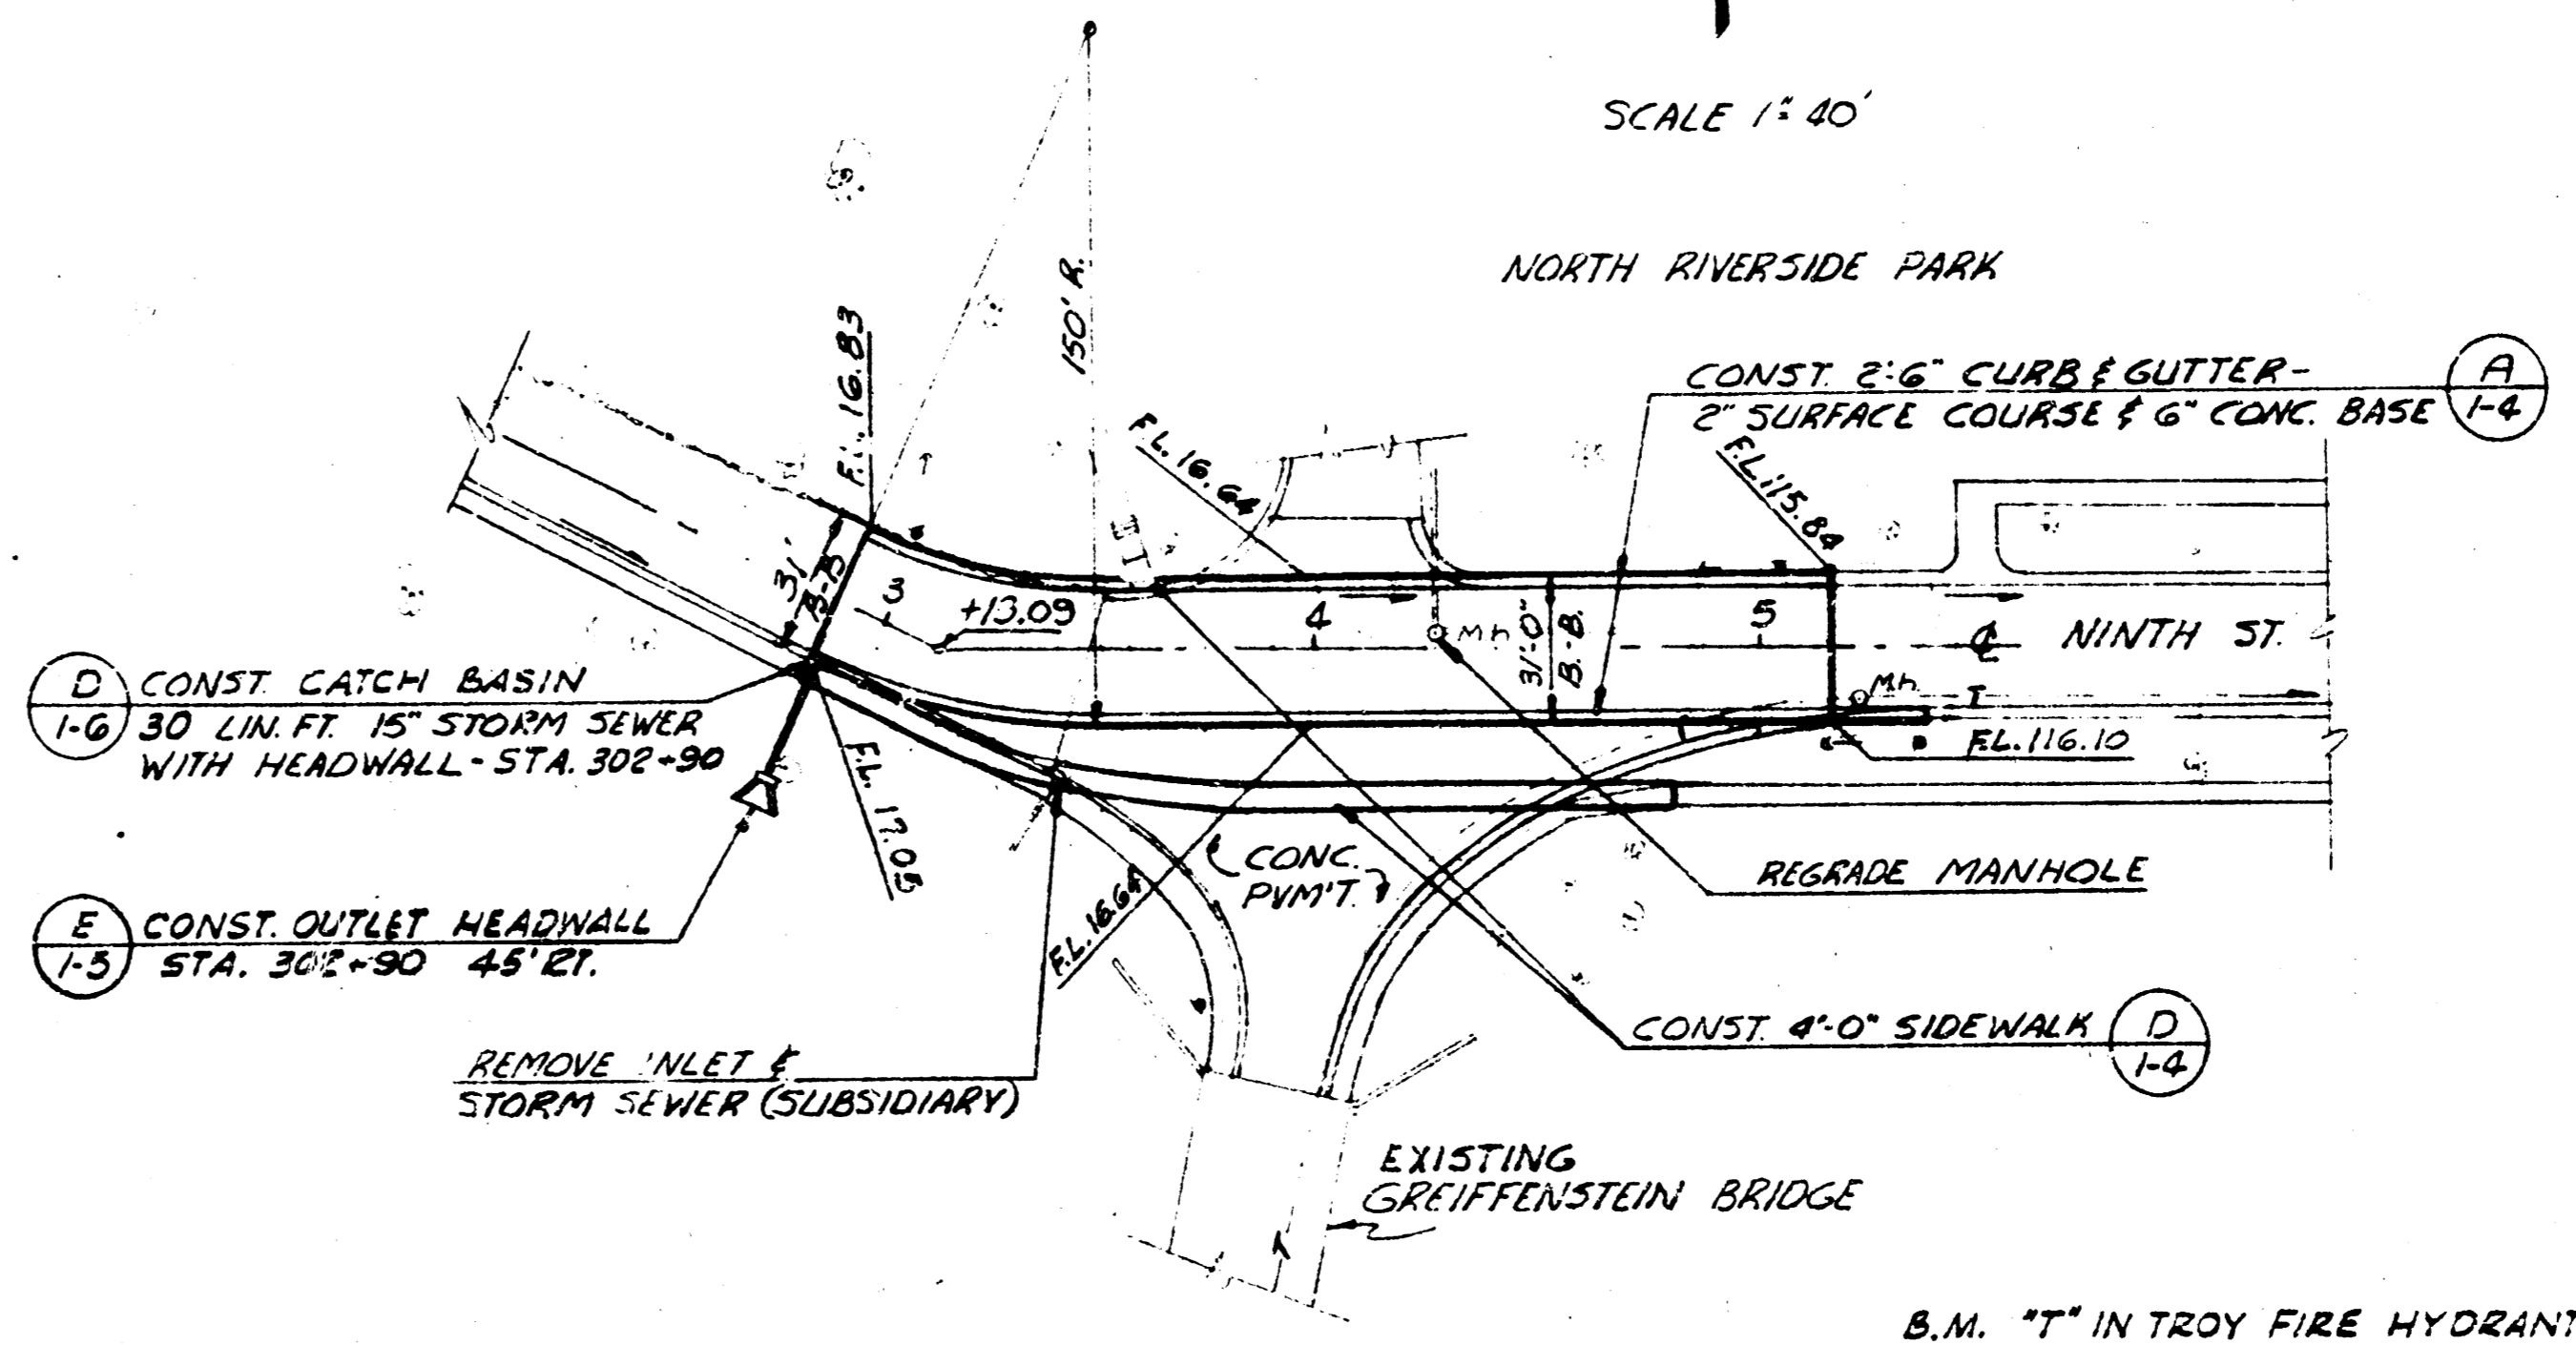 SCALE 1"= 40'
NORTH RIVERSIDE PARK
150' R.
F.L. 16.83
F.L. 16.64
CONST. 2'-6" CURB & GUTTER-
2" SURFACE COURSE & 6" CONC. BASE
A
1-4
F.L. 115.84
31'
B-B
3
+13.09
4
Mh
31'-0"
B.-B.
5
℄ NINTH ST.
Mh
T
F.L. 116.10
D
1-6
CONST. CATCH BASIN
30 LIN. FT. 15" STORM SEWER
WITH HEADWALL - STA. 302+90
F.L. 17.05
CONC.
PVM'T.
REGRADE MANHOLE
E
1-5
CONST. OUTLET HEADWALL
STA. 302+90 45' RT.
F.L. 16.64
CONST. 4'-0" SIDEWALK
D
1-4
REMOVE INLET &
STORM SEWER (SUBSIDIARY)
EXISTING
GREIFFENSTEIN BRIDGE
B.M. "T" IN TROY FIRE HYDRANT